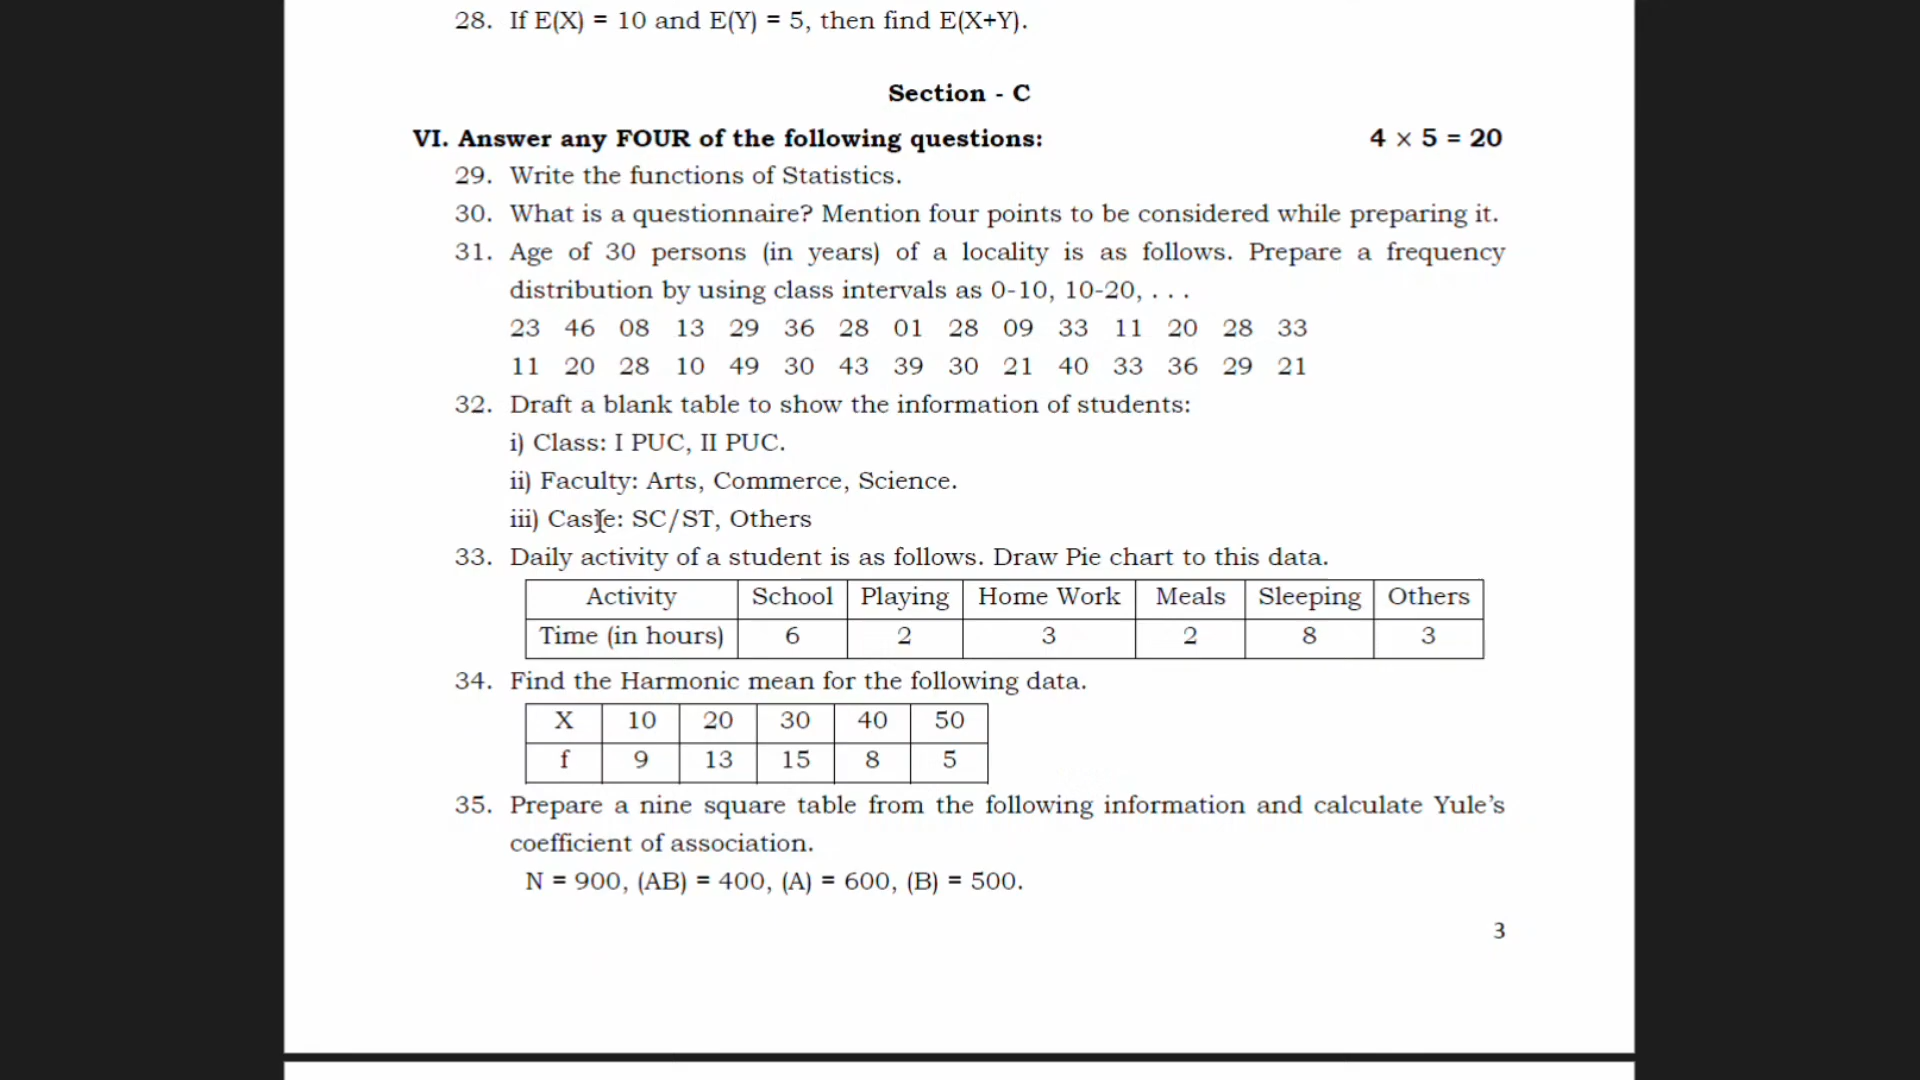 28. If E(X) = 10 and E(Y) = 5, then find E(X+Y).
Section - C
VI. Answer any FOUR of the following questions: 4 × 5 = 20
29. Write the functions of Statistics.
30. What is a questionnaire? Mention four points to be considered while preparing it.
31. Age of 30 persons (in years) of a locality is as follows. Prepare a frequency
distribution by using class intervals as 0-10, 10-20, . . .
23 46 08 13 29 36 28 01 28 09 33 11 20 28 33
11 20 28 10 49 30 43 39 30 21 40 33 36 29 21
32. Draft a blank table to show the information of students:
i) Class: I PUC, II PUC.
ii) Faculty: Arts, Commerce, Science.
iii) Caste: SC/ST, Others
33. Daily activity of a student is as follows. Draw Pie chart to this data.
Activity School Playing Home Work Meals Sleeping Others
Time (in hours) 6 2 3 2 8 3
34. Find the Harmonic mean for the following data.
X 10 20 30 40 50
f 9 13 15 8 5
35. Prepare a nine square table from the following information and calculate Yule’s
coefficient of association.
N = 900, (AB) = 400, (A) = 600, (B) = 500.
3